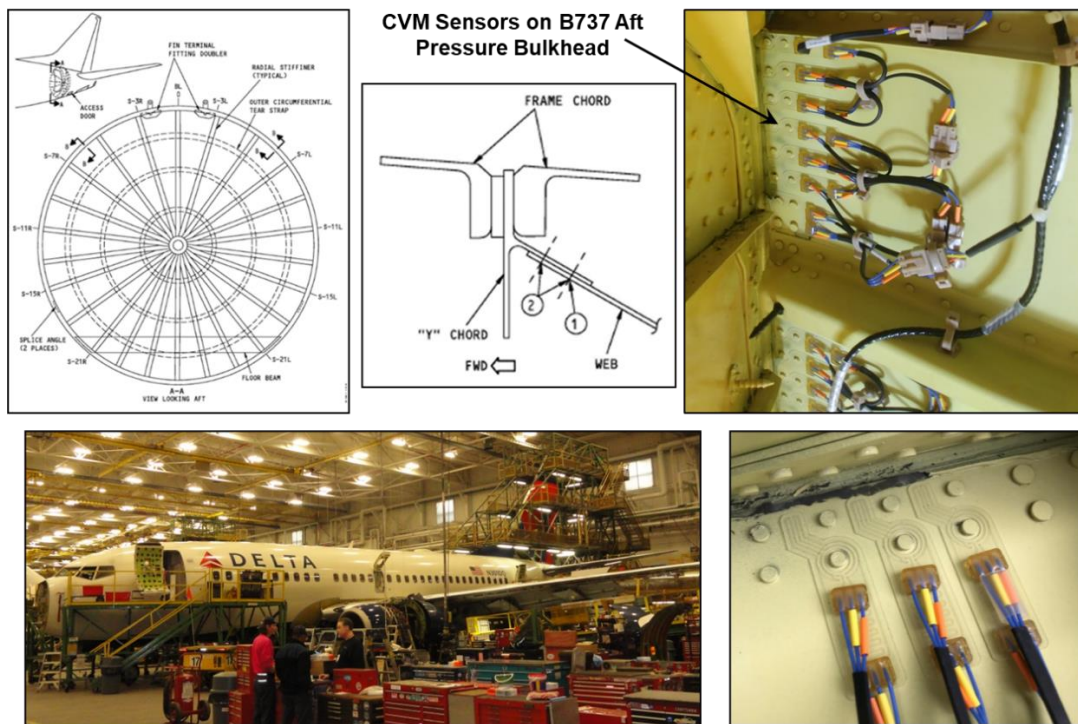 CVM Sensors on B737 Aft
Pressure Bulkhead
FIN TERMINAL
FITTING DOUBLER
RADIAL STIFFINER
(TYPICAL)
OUTER CIRCUMFERENTIAL
TEAR STRAP
ACCESS
DOOR
A
A
BL
0
S-3R
S-3L
B
B
B
B
S-7R
S-7L
S-11R
S-11L
S-15R
S-15L
SPLICE ANGLE
(2 PLACES)
S-21R
S-21L
FLOOR BEAM
A-A
VIEW LOOKING AFT
FRAME CHORD
2
1
"Y" CHORD
WEB
FWD
DELTA
17